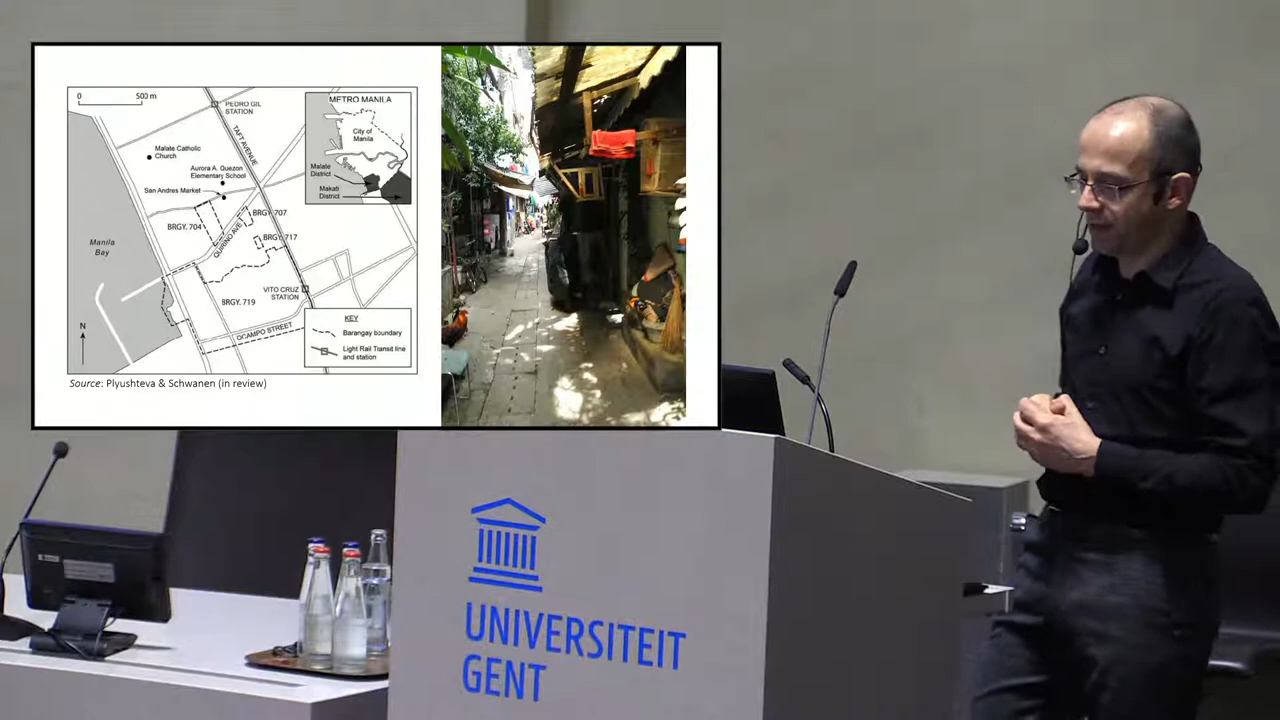 0 500 m
PEDRO GIL
STATION
METRO MANILA
City of
Manila
TAFT AVENUE
Malate Catholic
Church
Malate
District
Aurora A. Quezon
Elementary School
San Andres Market
Makati
District
BRGY. 707
BRGY. 704
QUIRINO AVE
BRGY. 717
Manila
Bay
VITO CRUZ
STATION
BRGY. 719
OCAMPO STREET
N
KEY
Barangay boundary
Light Rail Transit line
and station
Source: Plyushteva & Schwanen (in review)
UNIVERSITEIT
GENT